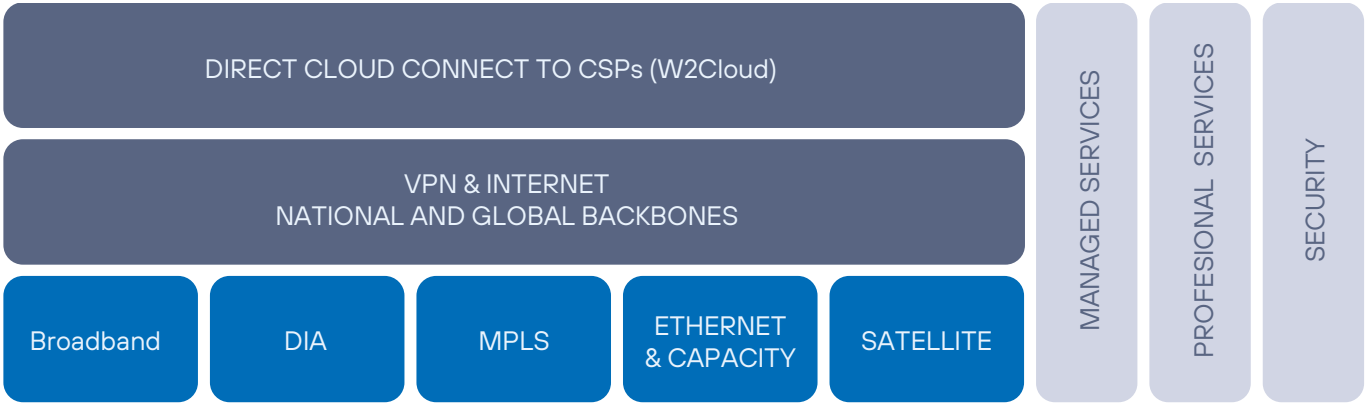 DIRECT CLOUD CONNECT TO CSPs (W2Cloud)
VPN & INTERNET
NATIONAL AND GLOBAL BACKBONES
Broadband
DIA
MPLS
ETHERNET
& CAPACITY
SATELLITE
MANAGED SERVICES
PROFESIONAL SERVICES
SECURITY